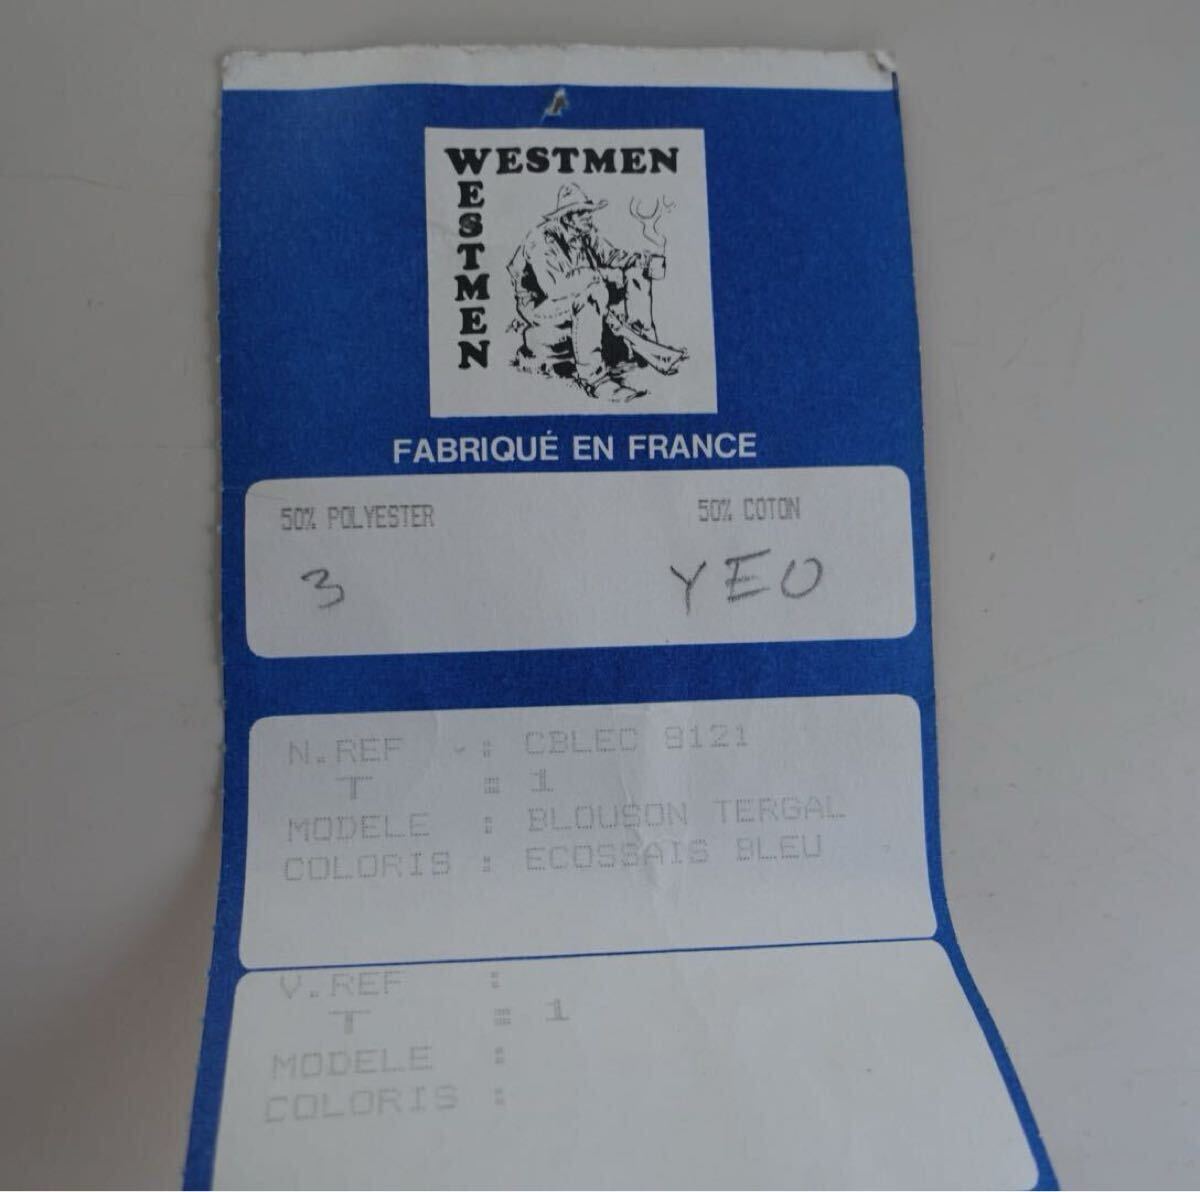 WESTMEN
WESTMEN
FABRIQUÉ EN FRANCE
50% POLYESTER 50% COTON
3 YEO
N.REF : CBLEC 9121
T = 1
MODELE : BLOUSON TERGAL
COLORIS : ECOSSAIS BLEU
V.REF :
T = 1
MODELE :
COLORIS :